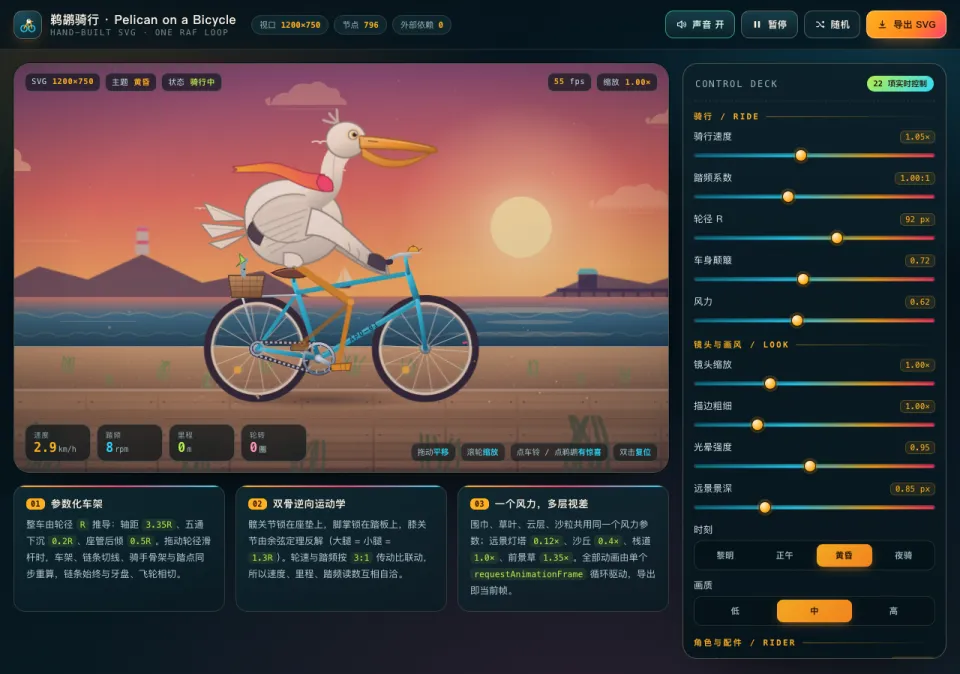 鹈鹕骑行 · Pelican on a Bicycle
HAND-BUILT SVG · ONE RAF LOOP
视口 1200×750
节点 796
外部依赖 0
声音 开
暂停
随机
导出 SVG
SVG 1200×750
主题 黄昏
状态 骑行中
55 fps
缩放 1.00×
速度
2.9 km/h
踏频
8 rpm
里程
0 m
轮转
0 圈
拖动平移
滚轮缩放
点车铃 / 点鹈鹕有惊喜
双击复位
01 参数化车架
整车由轮径 R 推导：轴距 3.35R、五通
下沉 0.2R、座管后倾 0.5R。拖动轮径滑
杆时，车架、链条切线、骑手骨架与踏点同
步重算，链条始终与牙盘、飞轮相切。
02 双骨逆向运动学
髋关节锁在座垫上，脚掌锁在踏板上，膝关
节由余弦定理反解（大腿 = 小腿 =
1.3R）。轮速与踏频按 3:1 传动比联动，
所以速度、里程、踏频读数互相自洽。
03 一个风力，多层视差
围巾、草叶、云层、沙粒共用同一个风力参
数；远景灯塔 0.12×、沙丘 0.4×、栈道
1.0×、前景草 1.35×。全部动画由单个
requestAnimationFrame 循环驱动，导出
即当前帧。
CONTROL DECK
22 项实时控制
骑行 / RIDE
骑行速度
1.05×
踏频系数
1.00:1
轮径 R
92 px
车身颠簸
0.72
风力
0.62
镜头与画风 / LOOK
镜头缩放
1.00×
描边粗细
1.00×
光晕强度
0.95
远景景深
0.85 px
时刻
黎明
正午
黄昏
夜骑
画质
低
中
高
角色与配件 / RIDER